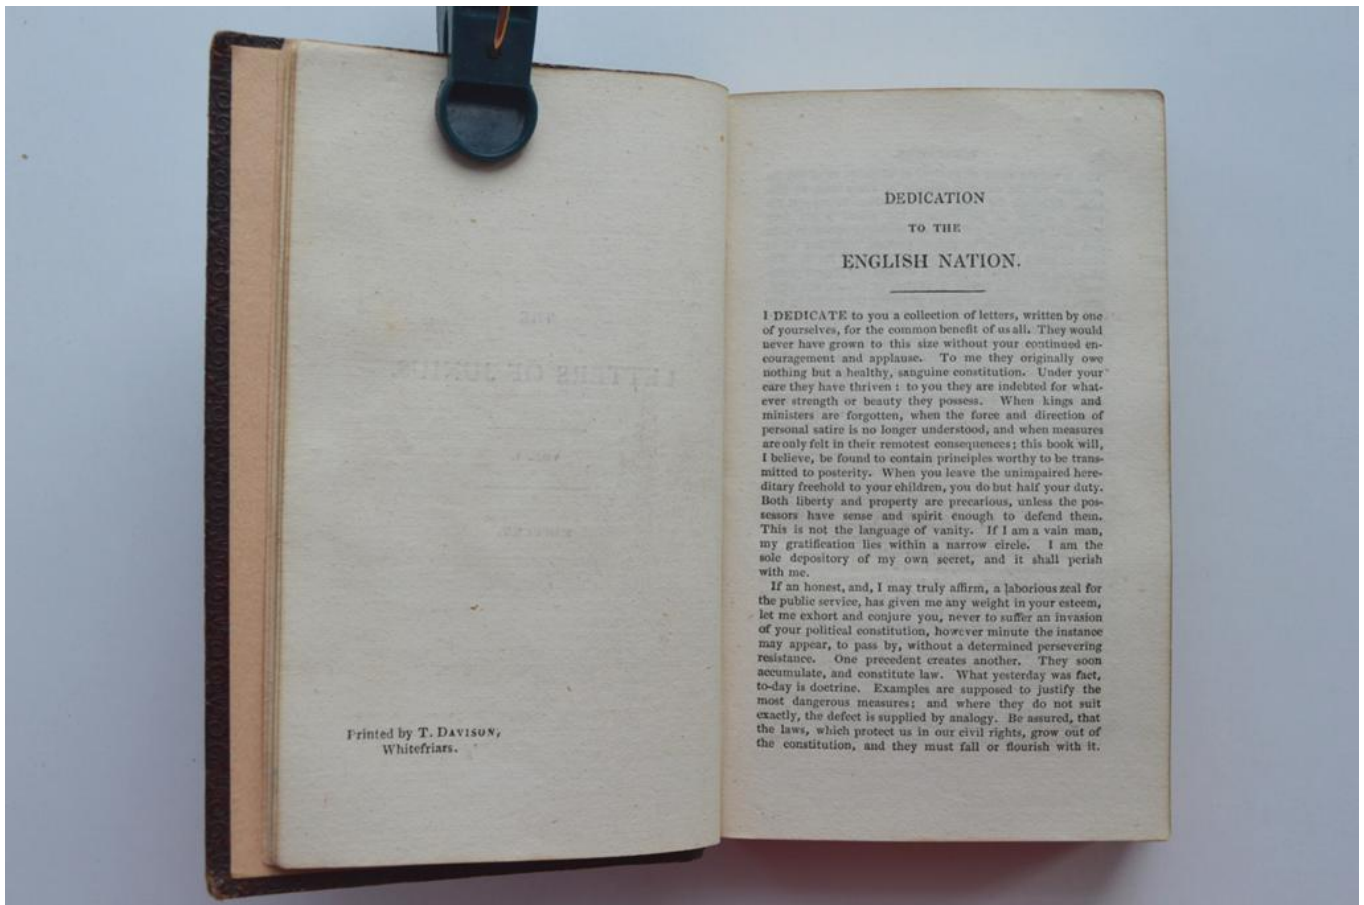 Printed by T. DAVISON,
Whitefriars.
DEDICATION
TO THE
ENGLISH NATION.
I DEDICATE to you a collection of letters, written by one
of yourselves, for the common benefit of us all. They would
never have grown to this size without your continued en-
couragement and applause. To me they originally owe
nothing but a healthy, sanguine constitution. Under your
care they have thriven : to you they are indebted for what-
ever strength or beauty they possess. When kings and
ministers are forgotten, when the force and direction of
personal satire is no longer understood, and when measures
are only felt in their remotest consequences ; this book will,
I believe, be found to contain principles worthy to be trans-
mitted to posterity. When you leave the unimpaired here-
ditary freehold to your children, you do but half your duty.
Both liberty and property are precarious, unless the pos-
sessors have sense and spirit enough to defend them.
This is not the language of vanity. If I am a vain man,
my gratification lies within a narrow circle. I am the
sole depository of my own secret, and it shall perish
with me.
If an honest, and, I may truly affirm, a laborious zeal for
the public service, has given me any weight in your esteem,
let me exhort and conjure you, never to suffer an invasion
of your political constitution, however minute the instance
may appear, to pass by, without a determined persevering
resistance. One precedent creates another. They soon
accumulate, and constitute law. What yesterday was fact,
to-day is doctrine. Examples are supposed to justify the
most dangerous measures ; and where they do not suit
exactly, the defect is supplied by analogy. Be assured, that
the laws, which protect us in our civil rights, grow out of
the constitution, and they must fall or flourish with it.